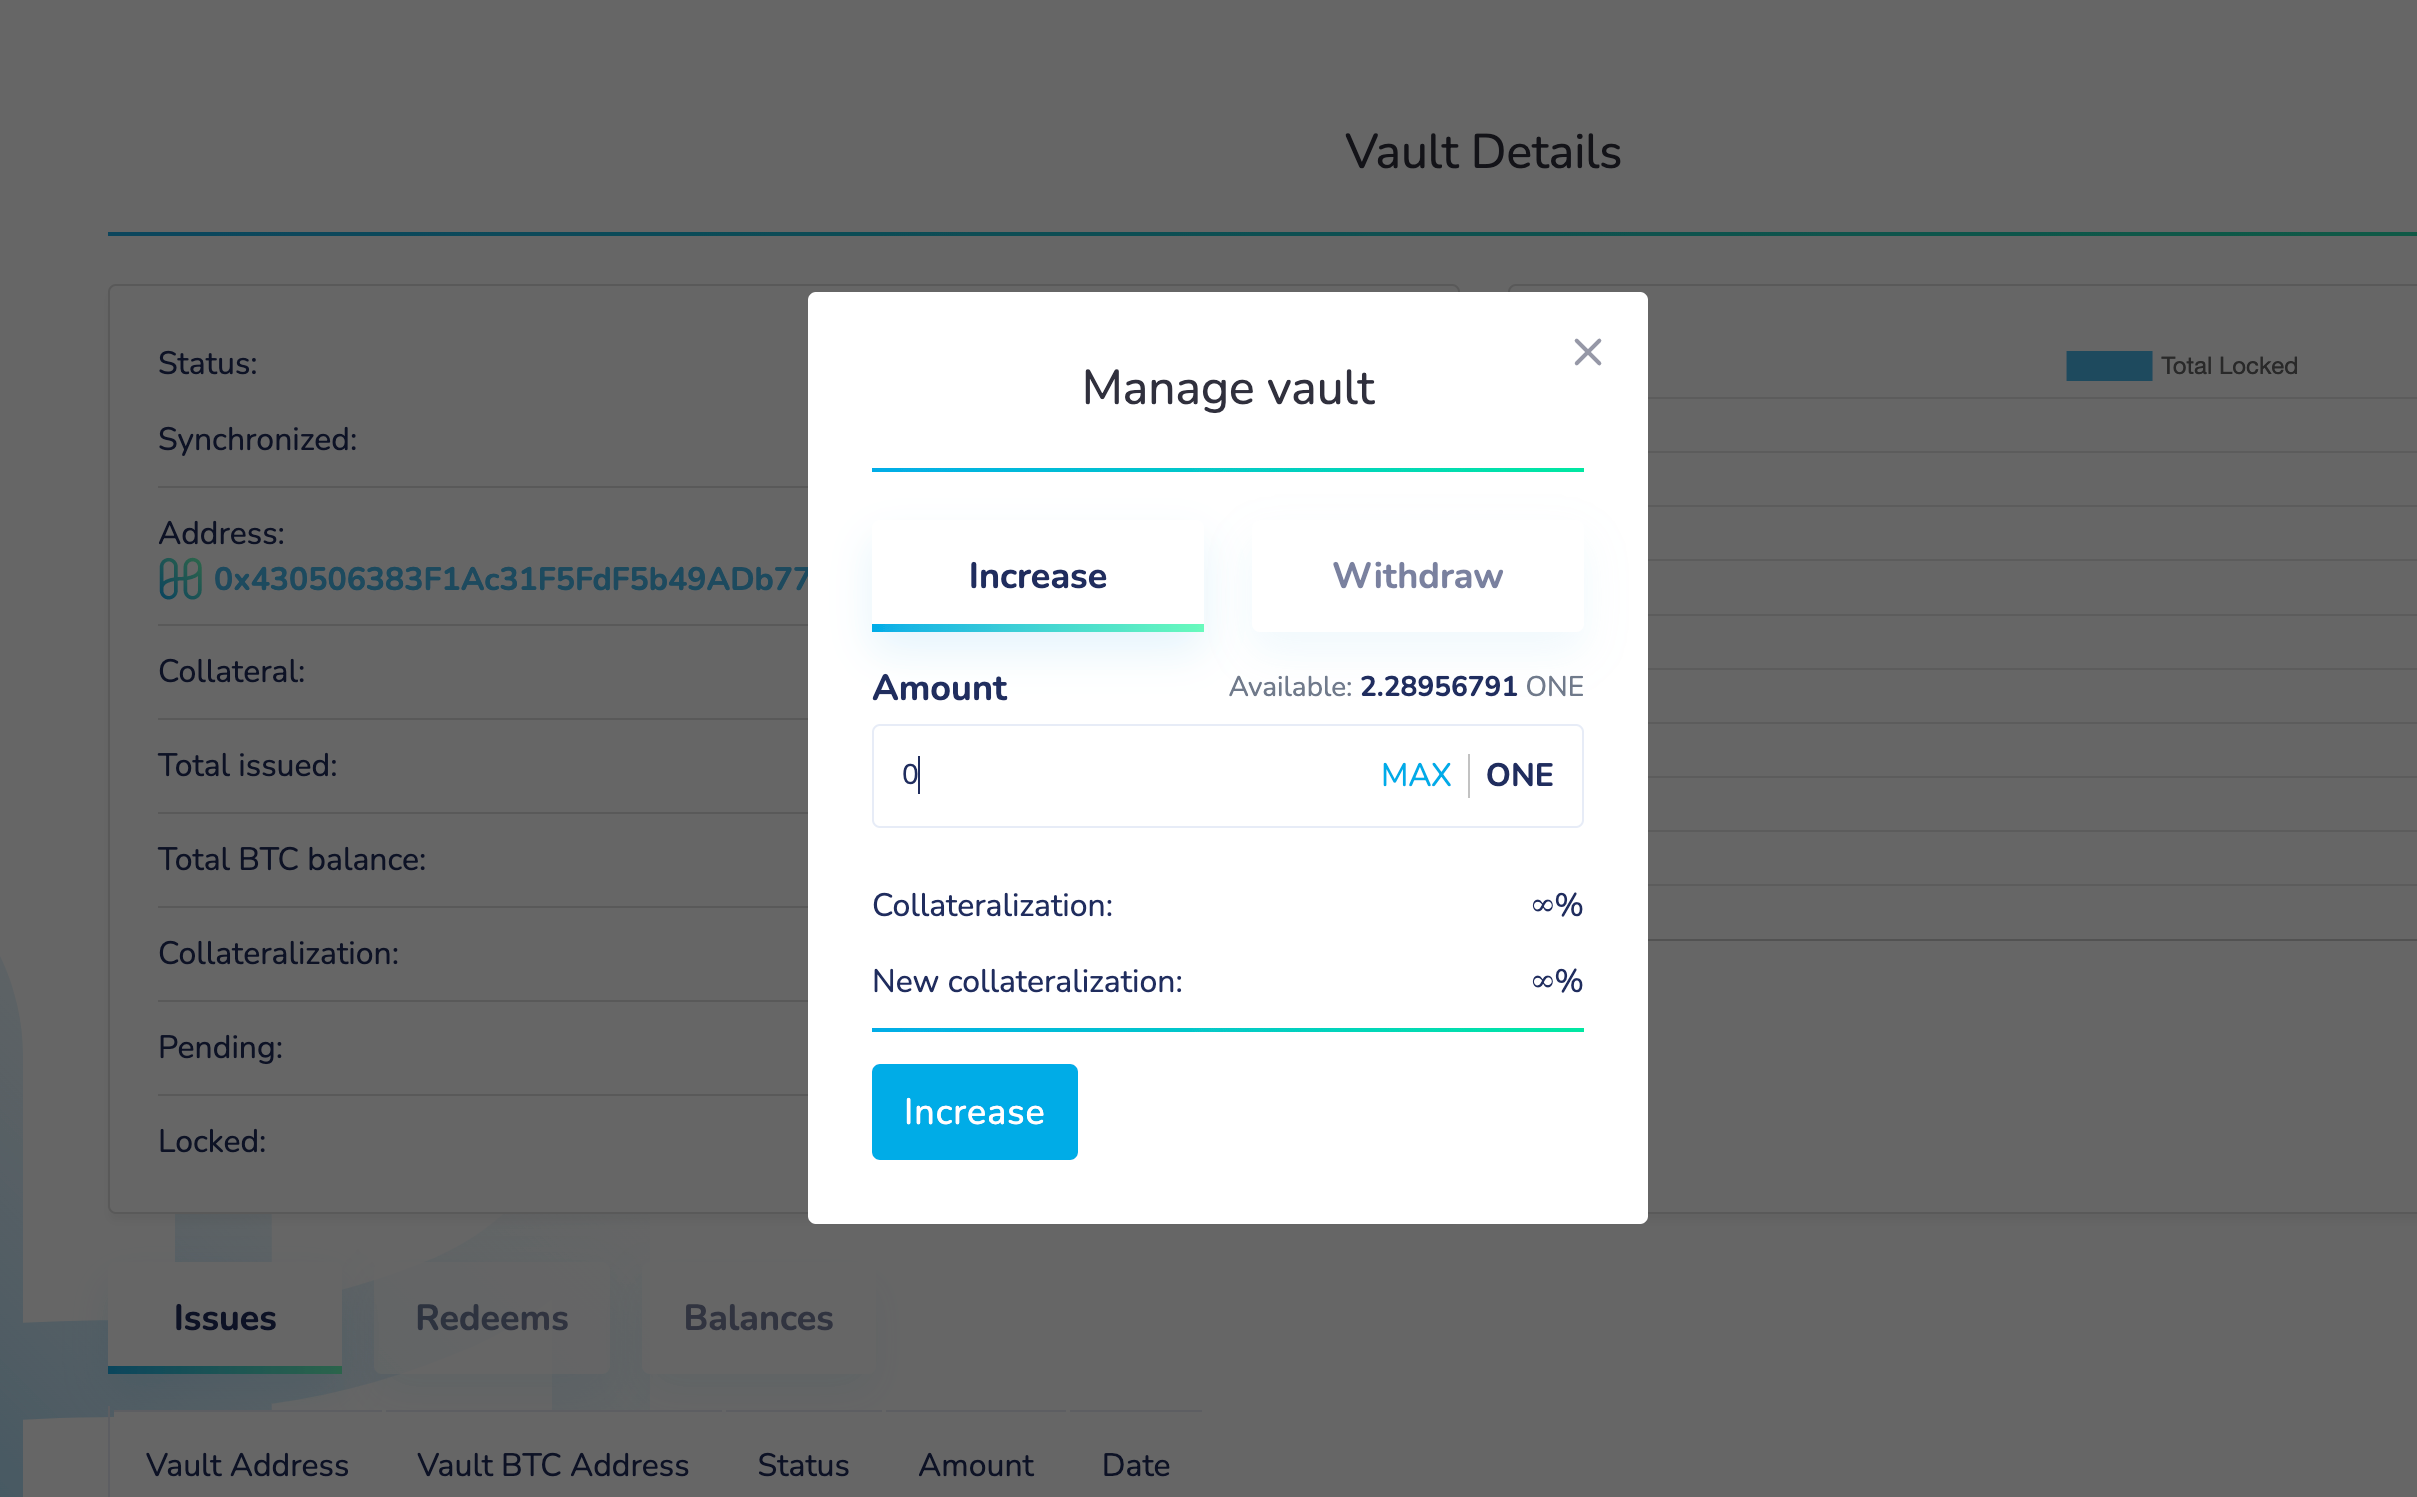 Vault Details
Status:
Synchronized:
Address:
0x430506383F1Ac31F5FdF5b49ADb77
Collateral:
Total issued:
Total BTC balance:
Collateralization:
Pending:
Locked:
Total Locked
Manage vault
Increase Withdraw
Amount Available: 2.28956791 ONE
0 MAX ONE
Collateralization: ∞%
New collateralization: ∞%
Increase
Issues Redeems Balances
Vault Address Vault BTC Address Status Amount Date